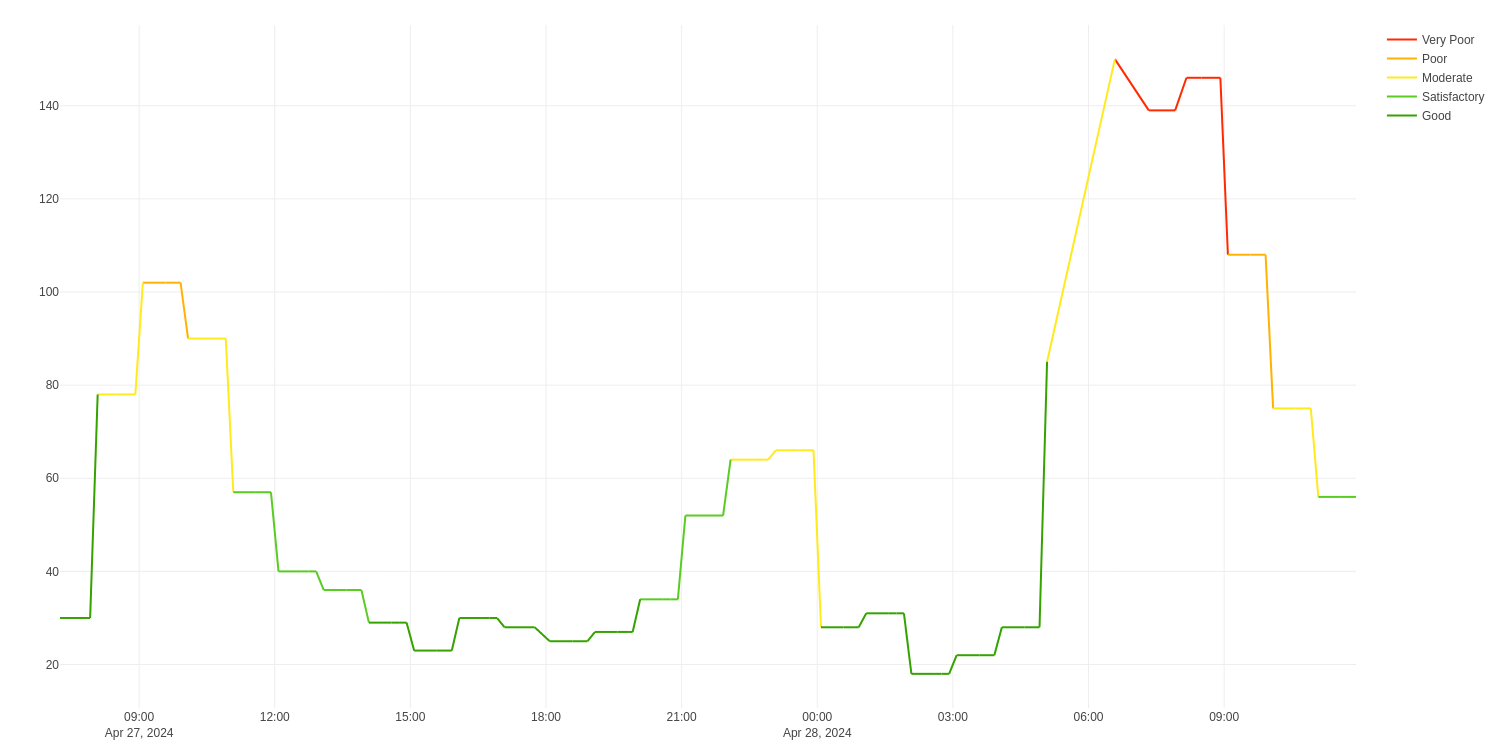 140
120
100
80
60
40
20
09:00
Apr 27, 2024
12:00
15:00
18:00
21:00
00:00
Apr 28, 2024
03:00
06:00
09:00
Very Poor
Poor
Moderate
Satisfactory
Good